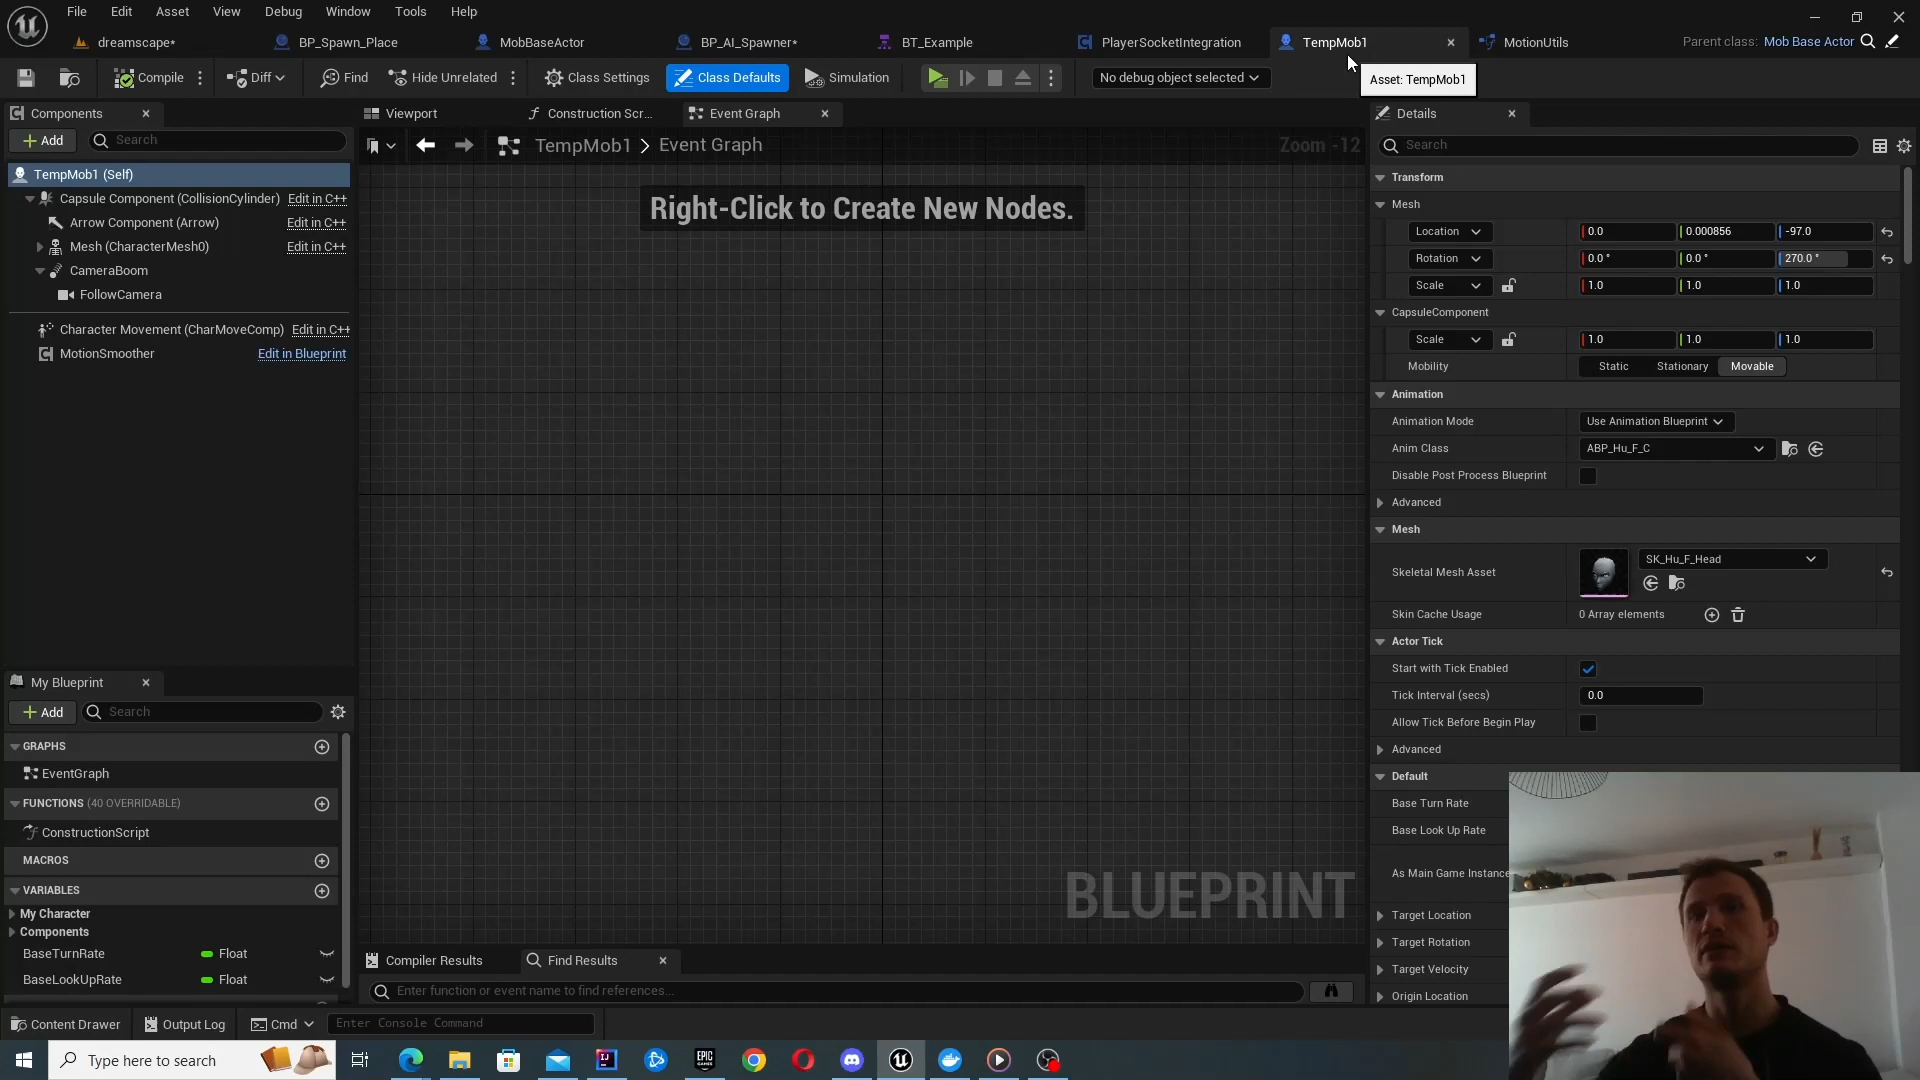 File Edit Asset View Debug Window Tools Help
dreamscape* BP_Spawn_Place MobBaseActor BP_AI_Spawner* BT_Example PlayerSocketIntegration TempMob1 MotionUtils Parent class: Mob Base Actor
Compile Diff Find Hide Unrelated Class Settings Class Defaults Simulation No debug object selected Asset: TempMob1
Components Viewport Construction Scr... Event Graph Details
Add Search TempMob1 > Event Graph Zoom -12 Search
TempMob1 (Self) Transform
Capsule Component (CollisionCylinder) Edit in C++ Right-Click to Create New Nodes. Mesh
Arrow Component (Arrow) Edit in C++ Location 0.0 0.000856 -97.0
Mesh (CharacterMesh0) Edit in C++ Rotation 0.0 ° 0.0 ° 270.0 °
CameraBoom Scale 1.0 1.0 1.0
FollowCamera CapsuleComponent
Character Movement (CharMoveComp) Edit in C++ Scale 1.0 1.0 1.0
MotionSmoother Edit in Blueprint Mobility Static Stationary Movable
Animation
Animation Mode Use Animation Blueprint
Anim Class ABP_Hu_F_C
Disable Post Process Blueprint
Advanced
Mesh
Skeletal Mesh Asset SK_Hu_F_Head
Skin Cache Usage 0 Array elements
Actor Tick
Start with Tick Enabled
My Blueprint Tick Interval (secs) 0.0
Add Search Allow Tick Before Begin Play
GRAPHS Advanced
EventGraph Default
FUNCTIONS (40 OVERRIDABLE) Base Turn Rate
ConstructionScript Base Look Up Rate
MACROS As Main Game Instance
VARIABLES BLUEPRINT
My Character Target Location
Components Target Rotation
BaseTurnRate Float Compiler Results Find Results Target Velocity
BaseLookUpRate Float Enter function or event name to find references... Origin Location
Content Drawer Output Log Cmd Enter Console Command
Type here to search EPIC GAMES